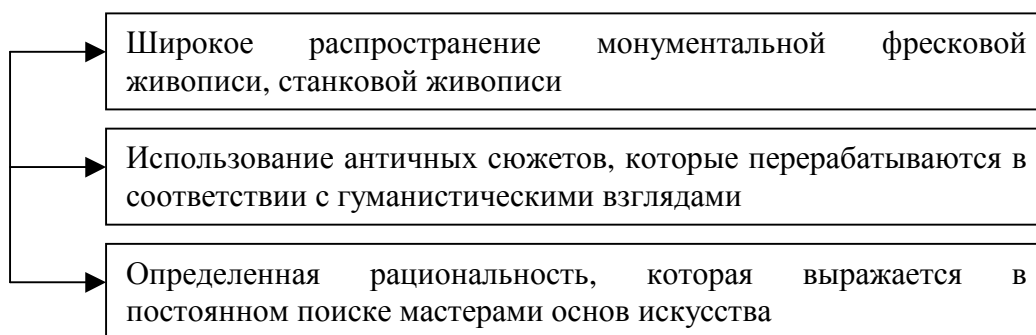 Широкое распространение монументальной фресковой
живописи, станковой живописи
Использование античных сюжетов, которые перерабатываются в
соответствии с гуманистическими взглядами
Определенная рациональность, которая выражается в
постоянном поиске мастерами основ искусства